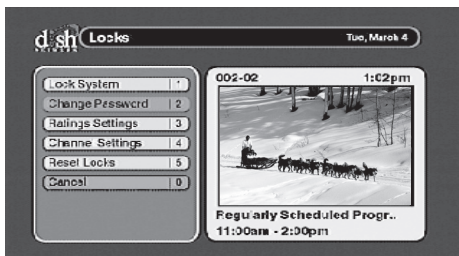 dish Locks Tue, March 4
NETWORK
Lock System 1
Change Password 2
Ratings Settings 3
Channel Settings 4
Reset Locks 5
Cancel 0
002-02 1:02pm
Regularly Scheduled Progr..
11:00am - 2:00pm